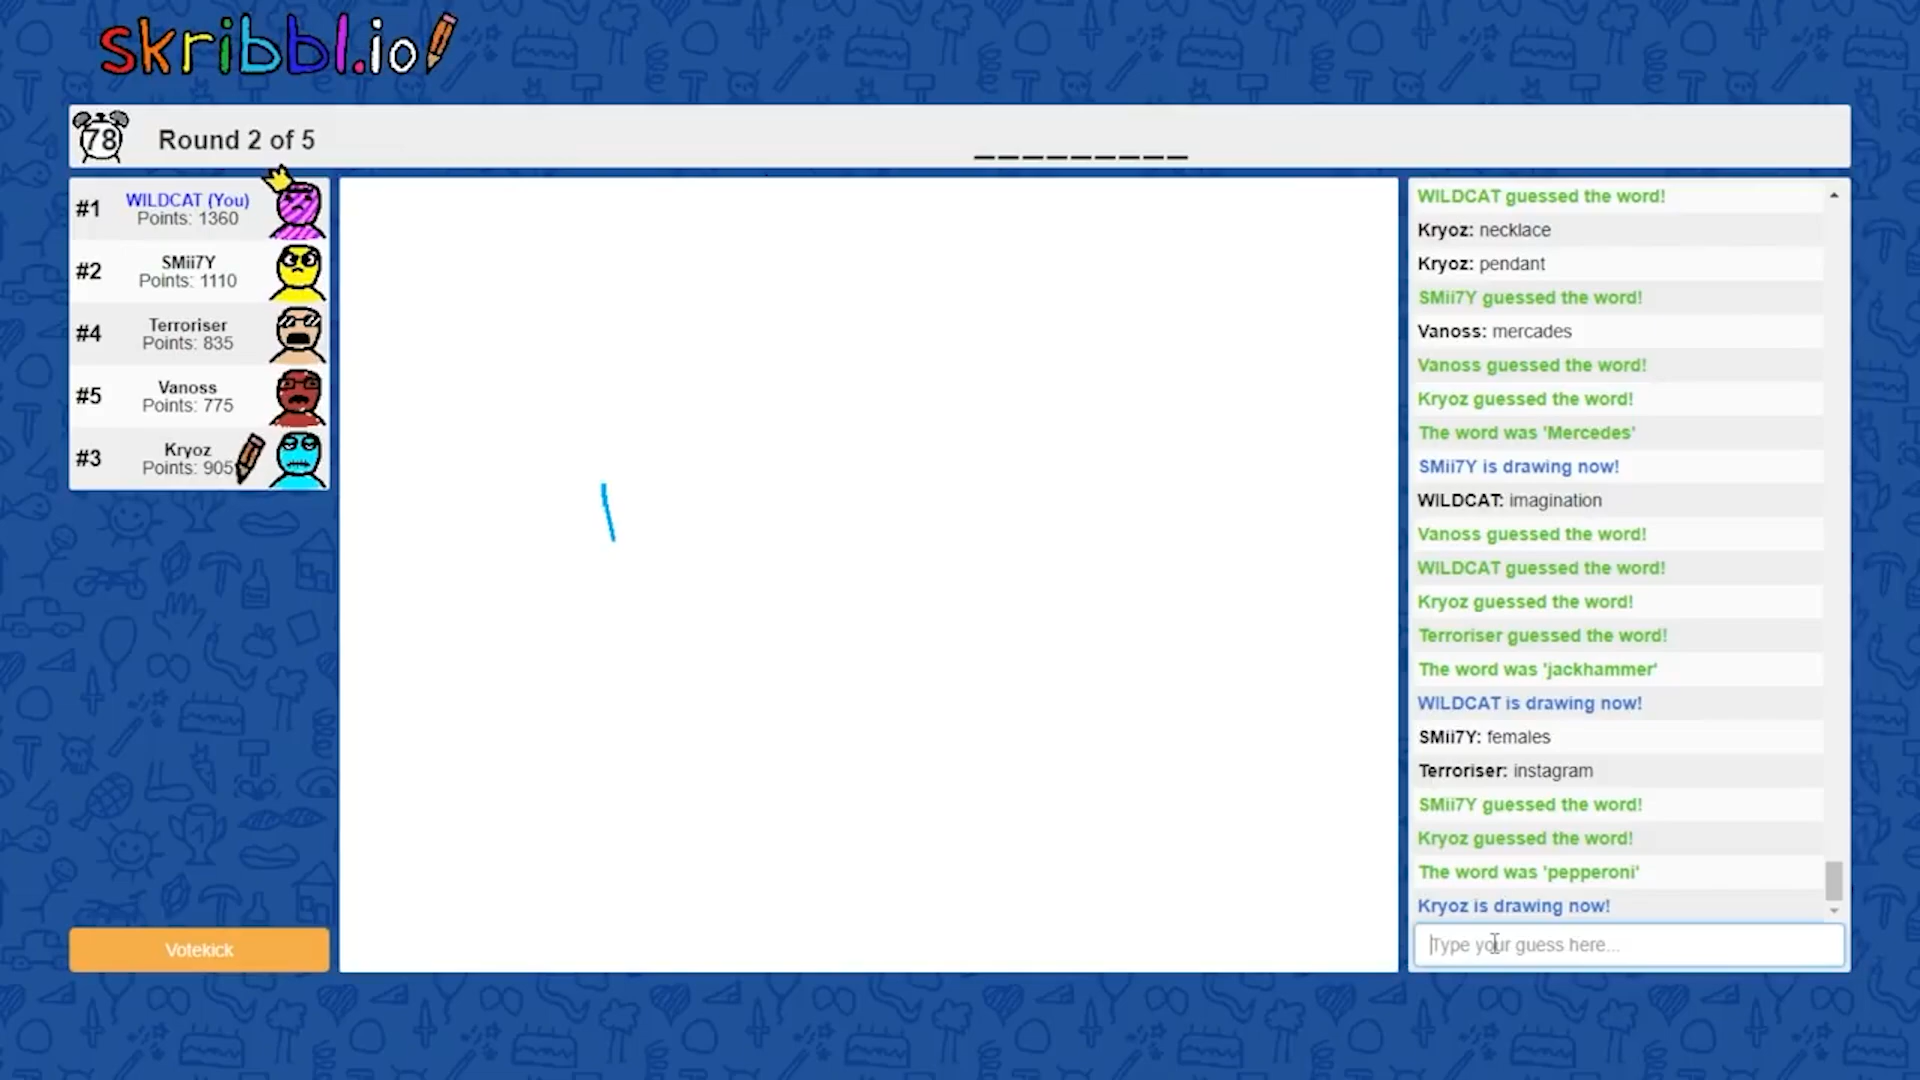 skribbl.io
78
Round 2 of 5
_________
#1
WILDCAT (You)
Points: 1360
#2
SMii7Y
Points: 1110
#4
Terroriser
Points: 835
#5
Vanoss
Points: 775
#3
Kryoz
Points: 905
Votekick
WILDCAT guessed the word!
Kryoz: necklace
Kryoz: pendant
SMii7Y guessed the word!
Vanoss: mercades
Vanoss guessed the word!
Kryoz guessed the word!
The word was 'Mercedes'
SMii7Y is drawing now!
WILDCAT: imagination
Vanoss guessed the word!
WILDCAT guessed the word!
Kryoz guessed the word!
Terroriser guessed the word!
The word was 'jackhammer'
WILDCAT is drawing now!
SMii7Y: females
Terroriser: instagram
SMii7Y guessed the word!
Kryoz guessed the word!
The word was 'pepperoni'
Kryoz is drawing now!
Type your guess here...